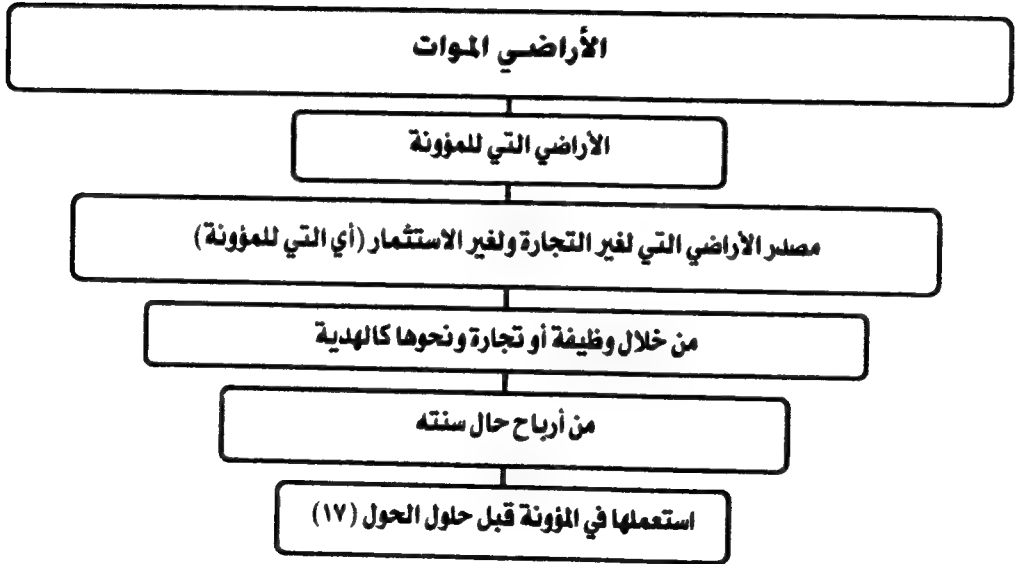 الأراضي الموات
الأراضي التي للمؤونة
مصدر الأراضي التي لغير التجارة ولغير الاستثمار (أي التي للمؤونة)
من خلال وظيفة أو تجارة ونحوها كالهدية
من أرباح حال سنته
استعملها في المؤونة قبل حلول الحول (١٧)